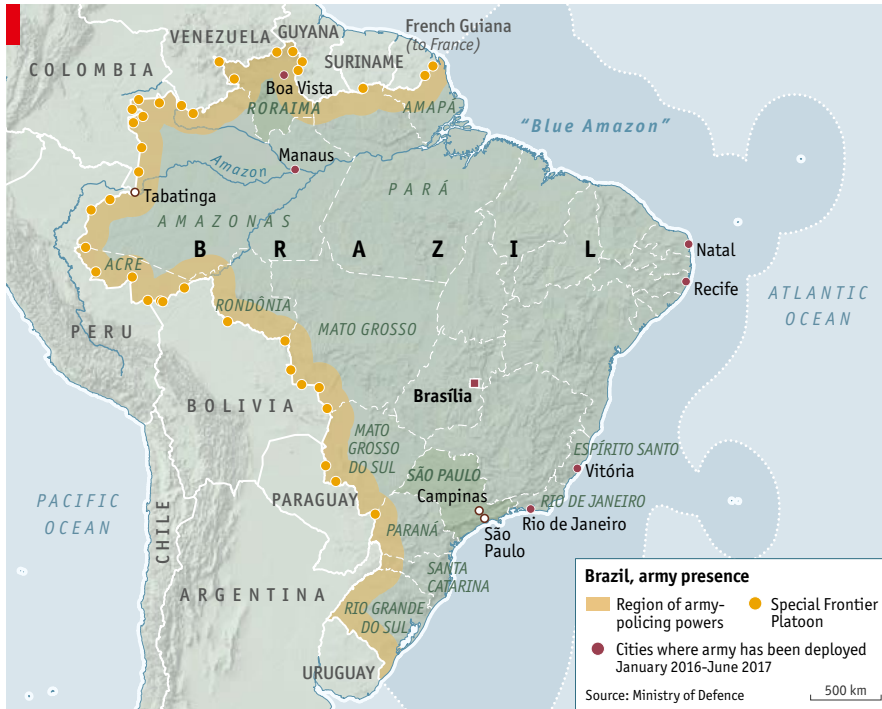 VENEZUELA
GUYANA
French Guiana
(to France)
SURINAME
COLOMBIA
Boa Vista
RORAIMA
AMAPÁ
"Blue Amazon"
Manaus
Amazon
PARÁ
Tabatinga
AMAZONAS
BRAZIL
Natal
ACRE
Recife
ATLANTIC
OCEAN
RONDÔNIA
PERU
MATO GROSSO
Brasília
BOLIVIA
MATO
GROSSO
DO SUL
ESPÍRITO SANTO
Vitória
SÃO PAULO
Campinas
PACIFIC
OCEAN
CHILE
PARAGUAY
RIO DE JANEIRO
Rio de Janeiro
São
Paulo
PARANÁ
SANTA
CATARINA
ARGENTINA
RIO GRANDE
DO SUL
URUGUAY
Brazil, army presence
Region of army-
policing powers
Special Frontier
Platoon
Cities where army has been deployed
January 2016-June 2017
Source: Ministry of Defence
500 km